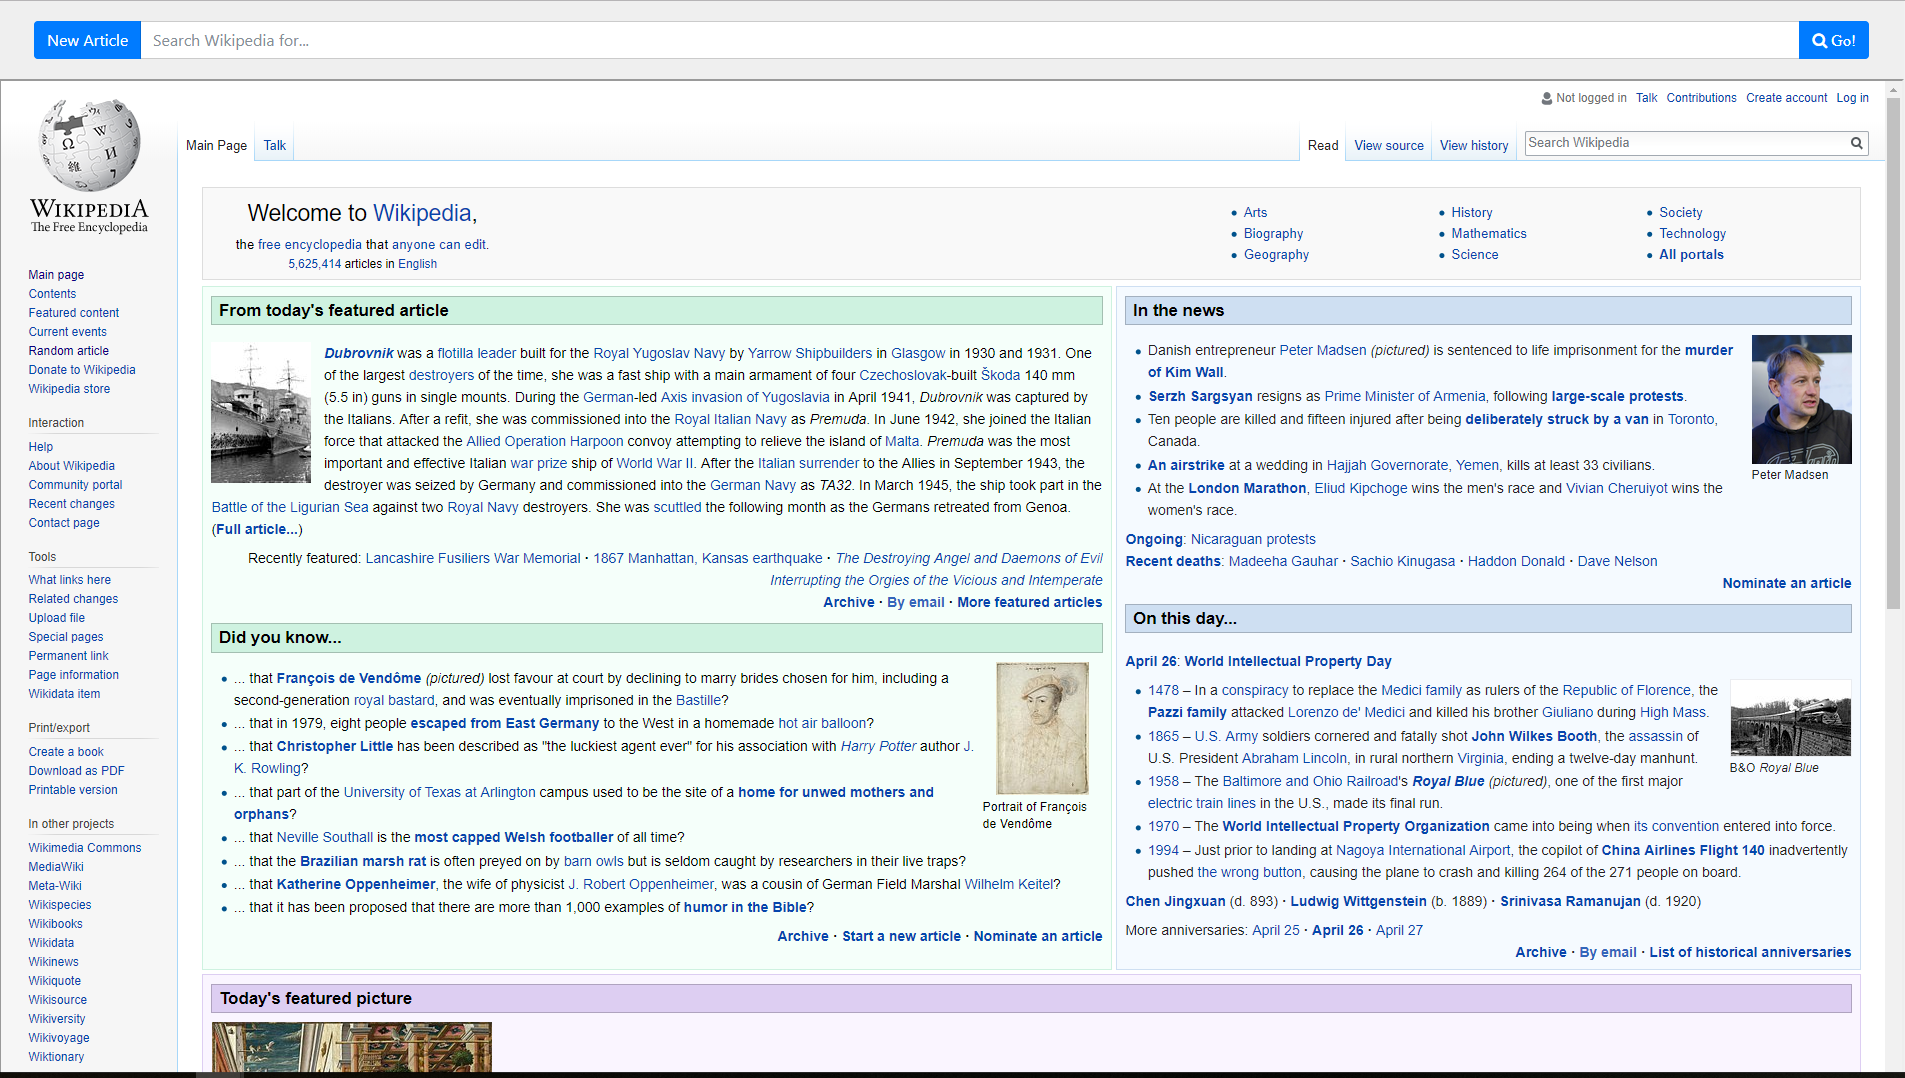 New Article
Search Wikipedia for...
Go!
Not logged in Talk Contributions Create account Log in
Main Page Talk
Read View source View history
Search Wikipedia
WIKIPEDIA
The Free Encyclopedia
Main page
Contents
Featured content
Current events
Random article
Donate to Wikipedia
Wikipedia store
Interaction
Help
About Wikipedia
Community portal
Recent changes
Contact page
Tools
What links here
Related changes
Upload file
Special pages
Permanent link
Page information
Wikidata item
Print/export
Create a book
Download as PDF
Printable version
In other projects
Wikimedia Commons
MediaWiki
Meta-Wiki
Wikispecies
Wikibooks
Wikidata
Wikinews
Wikiquote
Wikisource
Wikiversity
Wikivoyage
Wiktionary
Welcome to Wikipedia,
the free encyclopedia that anyone can edit.
5,625,414 articles in English
Arts
Biography
Geography
History
Mathematics
Science
Society
Technology
All portals
From today's featured article
Dubrovnik was a flotilla leader built for the Royal Yugoslav Navy by Yarrow Shipbuilders in Glasgow in 1930 and 1931. One
of the largest destroyers of the time, she was a fast ship with a main armament of four Czechoslovak-built Škoda 140 mm
(5.5 in) guns in single mounts. During the German-led Axis invasion of Yugoslavia in April 1941, Dubrovnik was captured by
the Italians. After a refit, she was commissioned into the Royal Italian Navy as Premuda. In June 1942, she joined the Italian
force that attacked the Allied Operation Harpoon convoy attempting to relieve the island of Malta. Premuda was the most
important and effective Italian war prize ship of World War II. After the Italian surrender to the Allies in September 1943, the
destroyer was seized by Germany and commissioned into the German Navy as TA32. In March 1945, the ship took part in the
Battle of the Ligurian Sea against two Royal Navy destroyers. She was scuttled the following month as the Germans retreated from Genoa.
(Full article...)
Recently featured: Lancashire Fusiliers War Memorial · 1867 Manhattan, Kansas earthquake · The Destroying Angel and Daemons of Evil
Interrupting the Orgies of the Vicious and Intemperate
Archive · By email · More featured articles
Did you know...
... that François de Vendôme (pictured) lost favour at court by declining to marry brides chosen for him, including a
second-generation royal bastard, and was eventually imprisoned in the Bastille?
... that in 1979, eight people escaped from East Germany to the West in a homemade hot air balloon?
... that Christopher Little has been described as "the luckiest agent ever" for his association with Harry Potter author J.
K. Rowling?
... that part of the University of Texas at Arlington campus used to be the site of a home for unwed mothers and
orphans?
... that Neville Southall is the most capped Welsh footballer of all time?
... that the Brazilian marsh rat is often preyed on by barn owls but is seldom caught by researchers in their live traps?
... that Katherine Oppenheimer, the wife of physicist J. Robert Oppenheimer, was a cousin of German Field Marshal Wilhelm Keitel?
... that it has been proposed that there are more than 1,000 examples of humor in the Bible?
Portrait of François
de Vendôme
Archive · Start a new article · Nominate an article
In the news
Danish entrepreneur Peter Madsen (pictured) is sentenced to life imprisonment for the murder
of Kim Wall.
Serzh Sargsyan resigns as Prime Minister of Armenia, following large-scale protests.
Ten people are killed and fifteen injured after being deliberately struck by a van in Toronto,
Canada.
An airstrike at a wedding in Hajjah Governorate, Yemen, kills at least 33 civilians.
At the London Marathon, Eliud Kipchoge wins the men's race and Vivian Cheruiyot wins the
women's race.
Peter Madsen
Ongoing: Nicaraguan protests
Recent deaths: Madeeha Gauhar · Sachio Kinugasa · Haddon Donald · Dave Nelson
Nominate an article
On this day...
April 26: World Intellectual Property Day
1478 – In a conspiracy to replace the Medici family as rulers of the Republic of Florence, the
Pazzi family attacked Lorenzo de' Medici and killed his brother Giuliano during High Mass.
1865 – U.S. Army soldiers cornered and fatally shot John Wilkes Booth, the assassin of
U.S. President Abraham Lincoln, in rural northern Virginia, ending a twelve-day manhunt.
1958 – The Baltimore and Ohio Railroad's Royal Blue (pictured), one of the first major
electric train lines in the U.S., made its final run.
1970 – The World Intellectual Property Organization came into being when its convention entered into force.
1994 – Just prior to landing at Nagoya International Airport, the copilot of China Airlines Flight 140 inadvertently
pushed the wrong button, causing the plane to crash and killing 264 of the 271 people on board.
B&O Royal Blue
Chen Jingxuan (d. 893) · Ludwig Wittgenstein (b. 1889) · Srinivasa Ramanujan (d. 1920)
More anniversaries: April 25 · April 26 · April 27
Archive · By email · List of historical anniversaries
Today's featured picture